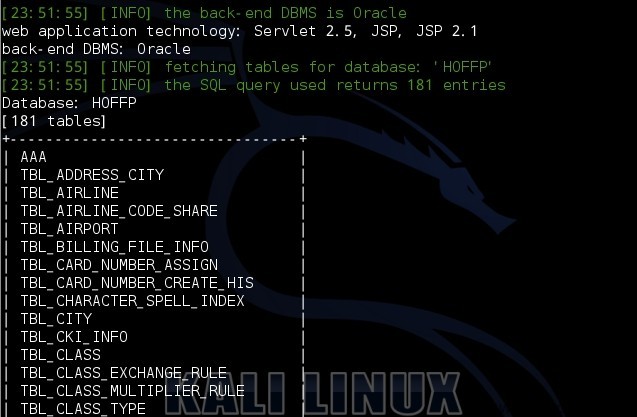 [23:51:55] [INFO] the back-end DBMS is Oracle
web application technology: Servlet 2.5, JSP, JSP 2.1
back-end DBMS: Oracle
[23:51:55] [INFO] fetching tables for database: 'HOFFP'
[23:51:55] [INFO] the SQL query used returns 181 entries
Database: HOFFP
[181 tables]
+--------------------------------+
| AAA |
| TBL_ADDRESS_CITY |
| TBL_AIRLINE |
| TBL_AIRLINE_CODE_SHARE |
| TBL_AIRPORT |
| TBL_BILLING_FILE_INFO |
| TBL_CARD_NUMBER_ASSIGN |
| TBL_CARD_NUMBER_CREATE_HIS |
| TBL_CHARACTER_SPELL_INDEX |
| TBL_CITY |
| TBL_CKI_INFO |
| TBL_CLASS |
| TBL_CLASS_EXCHANGE_RULE |
| TBL_CLASS_MULTIPLIER_RULE |
| TBL_CLASS_TYPE |
KALI LINUX